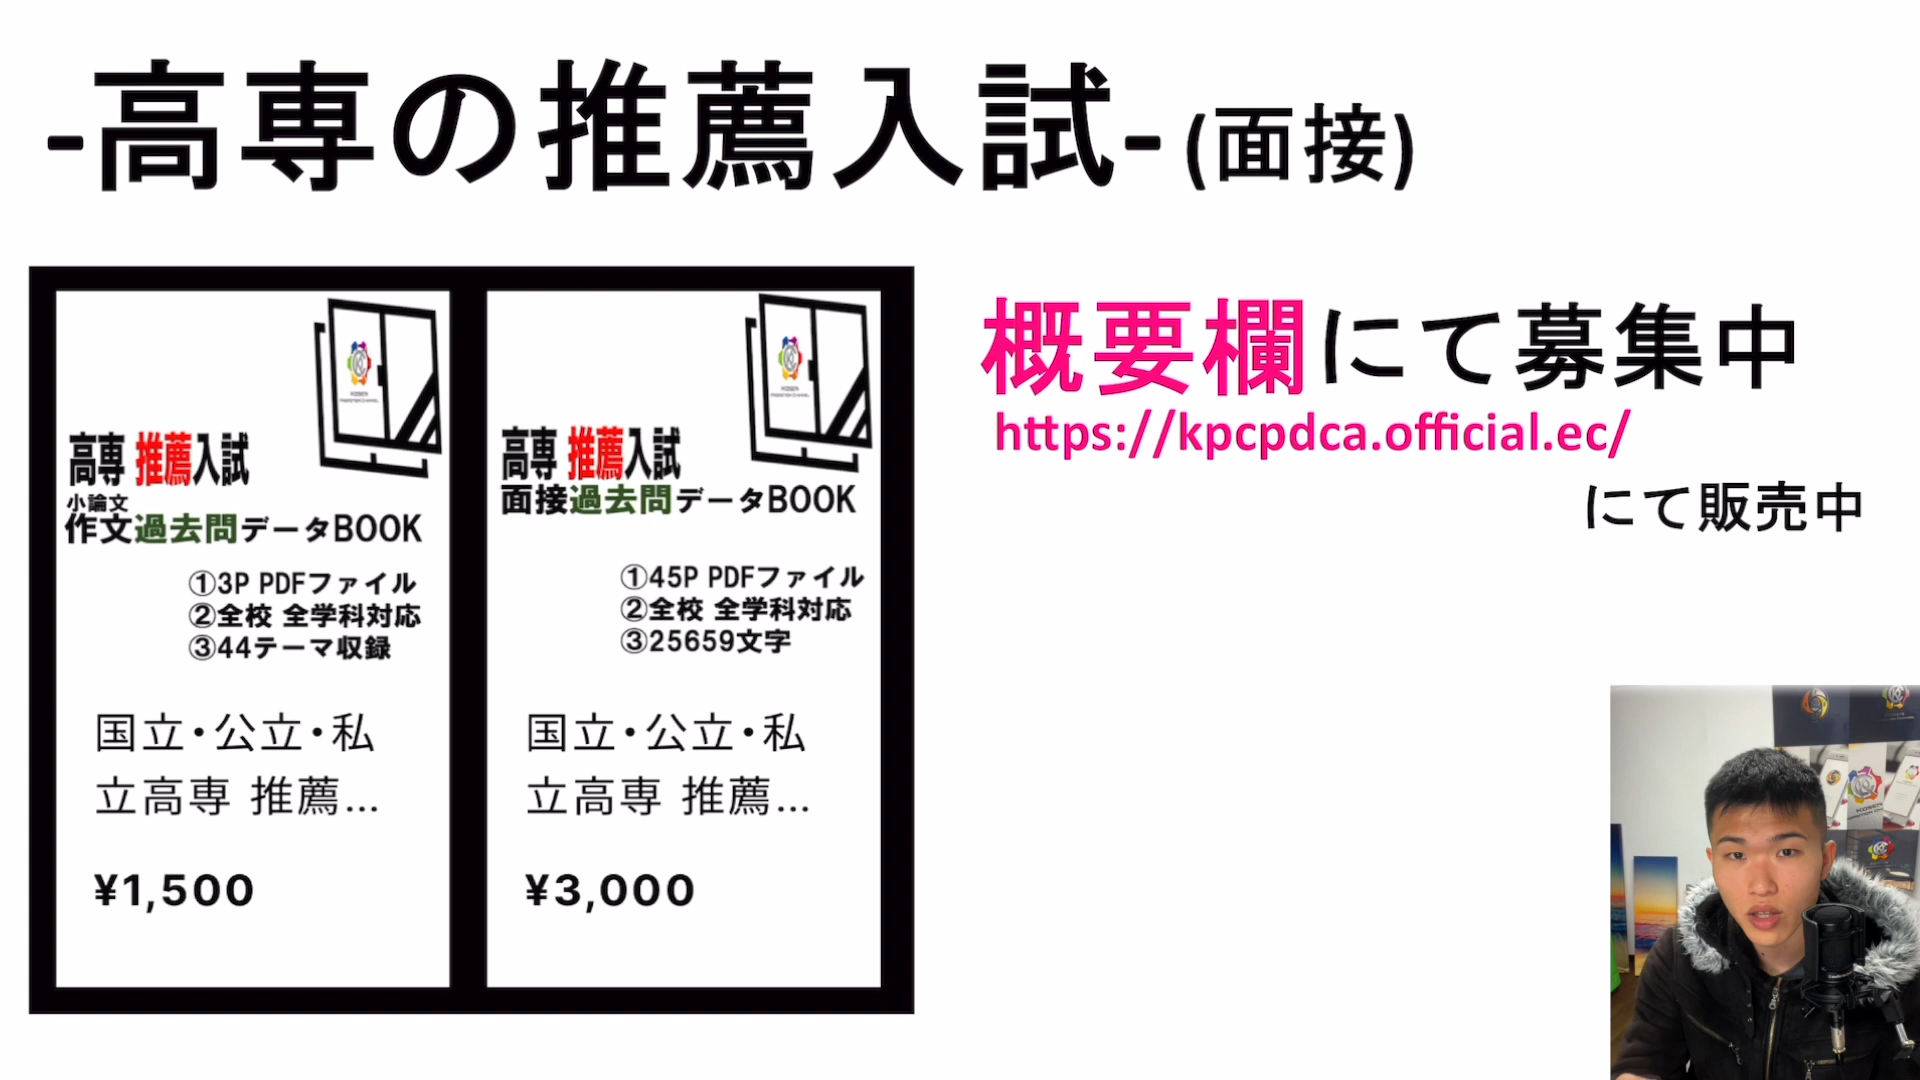 -高専の推薦入試-(面接)
高専 推薦入試
小論文
作文過去問データBOOK
①3P PDFファイル
②全校 全学科対応
③44テーマ収録
国立・公立・私
立高専 推薦...
¥1,500
高専 推薦入試
面接過去問データBOOK
①45P PDFファイル
②全校 全学科対応
③25659文字
国立・公立・私
立高専 推薦...
¥3,000
概要欄にて募集中
https://kpcpdca.official.ec/
にて販売中